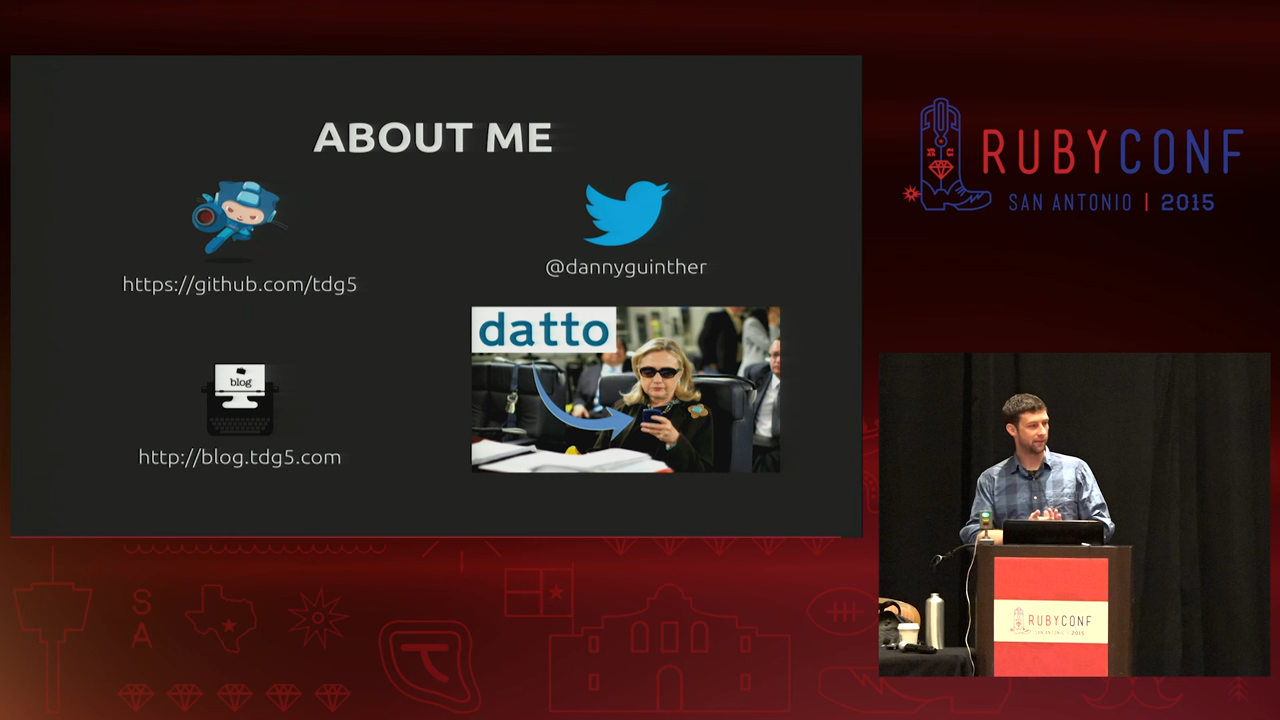 ABOUT ME
https://github.com/tdg5
@dannyguinther
datto
blog
http://blog.tdg5.com
RUBYCONF
SAN ANTONIO | 2015
S
A
RUBYCONF
SAN ANTONIO | 2015